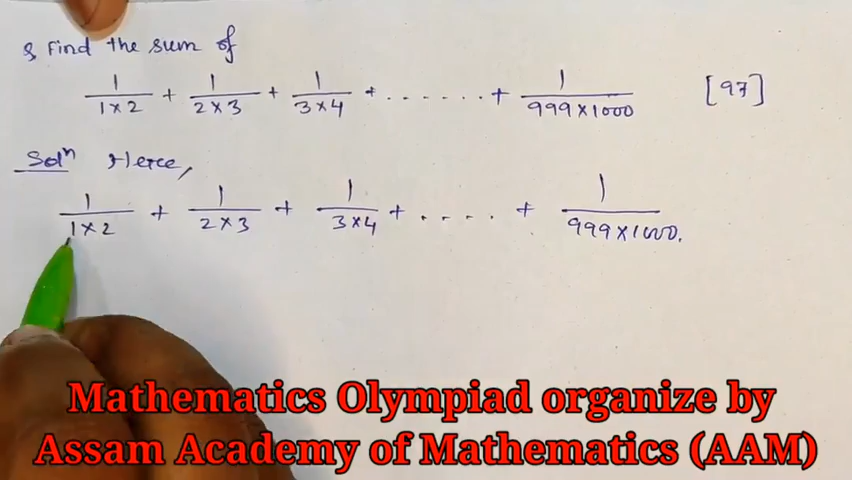 Q Find the sum of
1/1×2 + 1/2×3 + 1/3×4 + ....... + 1/999×1000 [97]
Solⁿ Here,
1/1×2 + 1/2×3 + 1/3×4 + ..... + 1/999×1000.
Mathematics Olympiad organize by
Assam Academy of Mathematics (AAM)